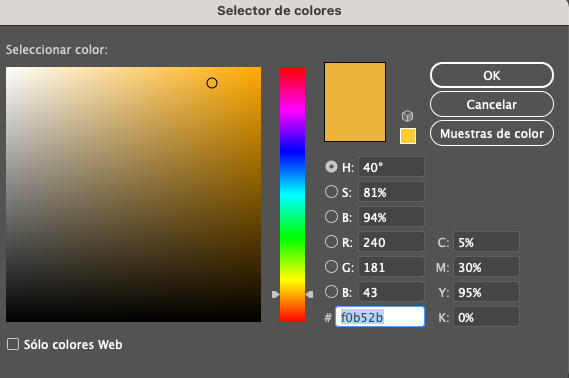 Selector de colores
Seleccionar color:
OK
Cancelar
Muestras de color
H: 40°
S: 81%
B: 94%
R: 240
G: 181
B: 43
# f0b52b
C: 5%
M: 30%
Y: 95%
K: 0%
Sólo colores Web